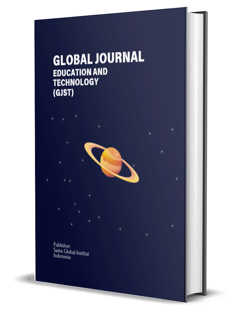 GLOBAL JOURNAL
EDUCATION AND
TECHNOLOGY
(GJST)
Publisher:
Sains Global Institut
Indonesia